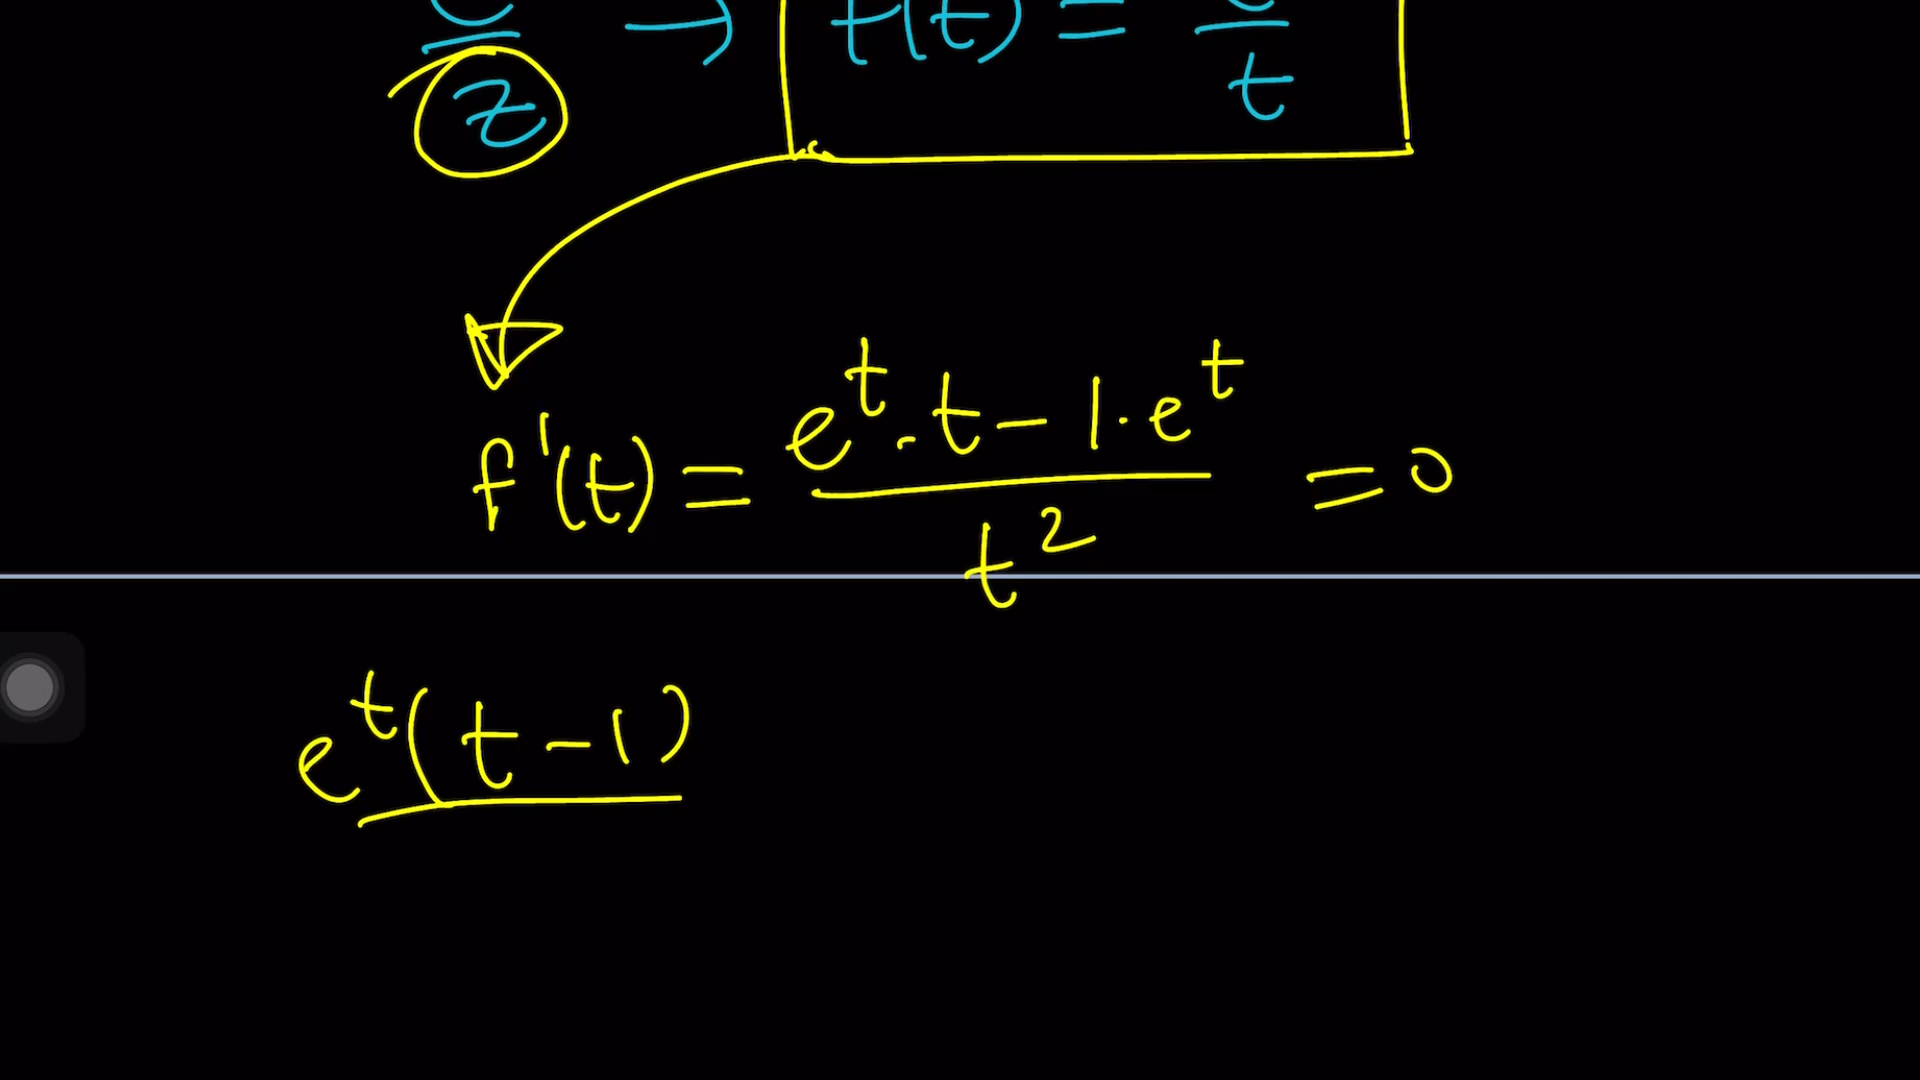 z → f(t) = / t
f'(t) = (e^t · t − 1 · e^t) / t^2 = 0
e^t(t − 1)